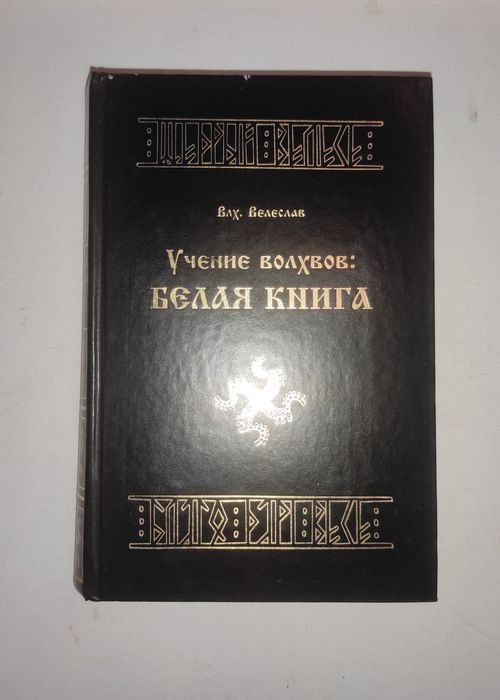 Влх. Велеслав
Учение волхвов:
БЕЛАЯ КНИГА